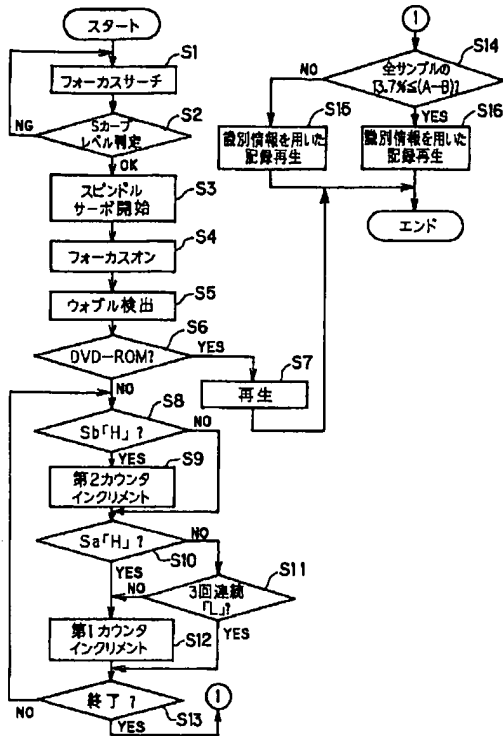 スタート
S1
フォーカスサーチ
S2
NG
Sカーブ
レベル判定
OK
S3
スピンドル
サーボ開始
S4
フォーカスオン
S5
ウォブル検出
S6
DVD-ROM?
YES
NO
S7
再生
S8
Sb「H」?
NO
YES
S9
第2カウンタ
インクリメント
Sa「H」?
NO
S10
YES
S11
3回連続
「L」?
NO
YES
第1カウンタ
インクリメント
S12
終了?
NO
S13
YES
1
1
S14
全サンプルの
13.7%≦(A-B)?
NO
YES
S15
識別情報を用いた
記録再生
S16
識別情報を用いた
記録再生
エンド